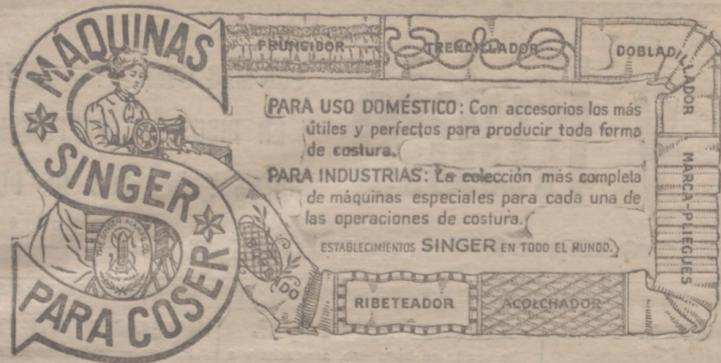 MÁQUINAS
SINGER
PARA COSER
FRUNCIDOR
TRENCILLADOR
DOBLADILLADOR
MARCA-PLIEGUES
PARA USO DOMÉSTICO: Con accesorios los más
útiles y perfectos para producir toda forma
de costura.
PARA INDUSTRIAS: La colección más completa
de máquinas especiales para cada una de
las operaciones de costura.
ESTABLECIMIENTOS SINGER EN TODO EL MUNDO.
RIBETEADOR
ACOLCHADOR